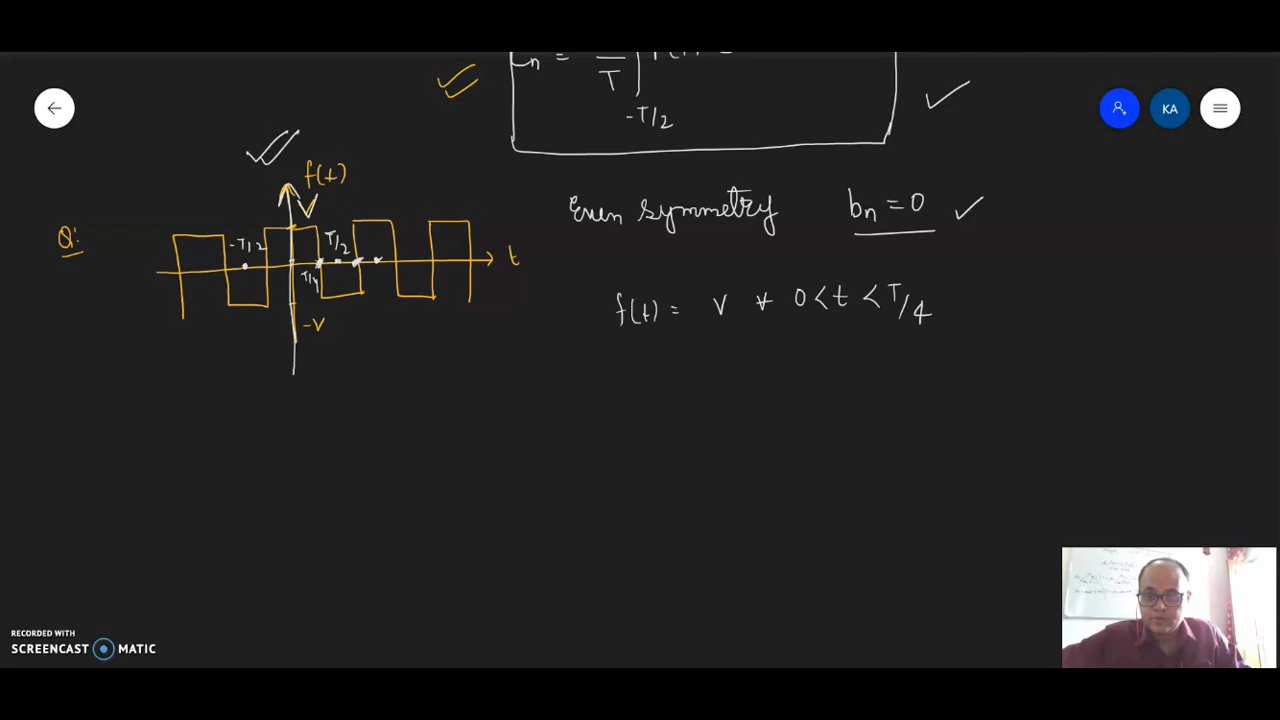 T
-T/2
f(t)
V
Even symmetry bn = 0
Q:
-T/2
T/2
t
T/4
-V
f(t) = V ∀ 0 < t < T/4
KA
RECORDED WITH
SCREENCAST MATIC